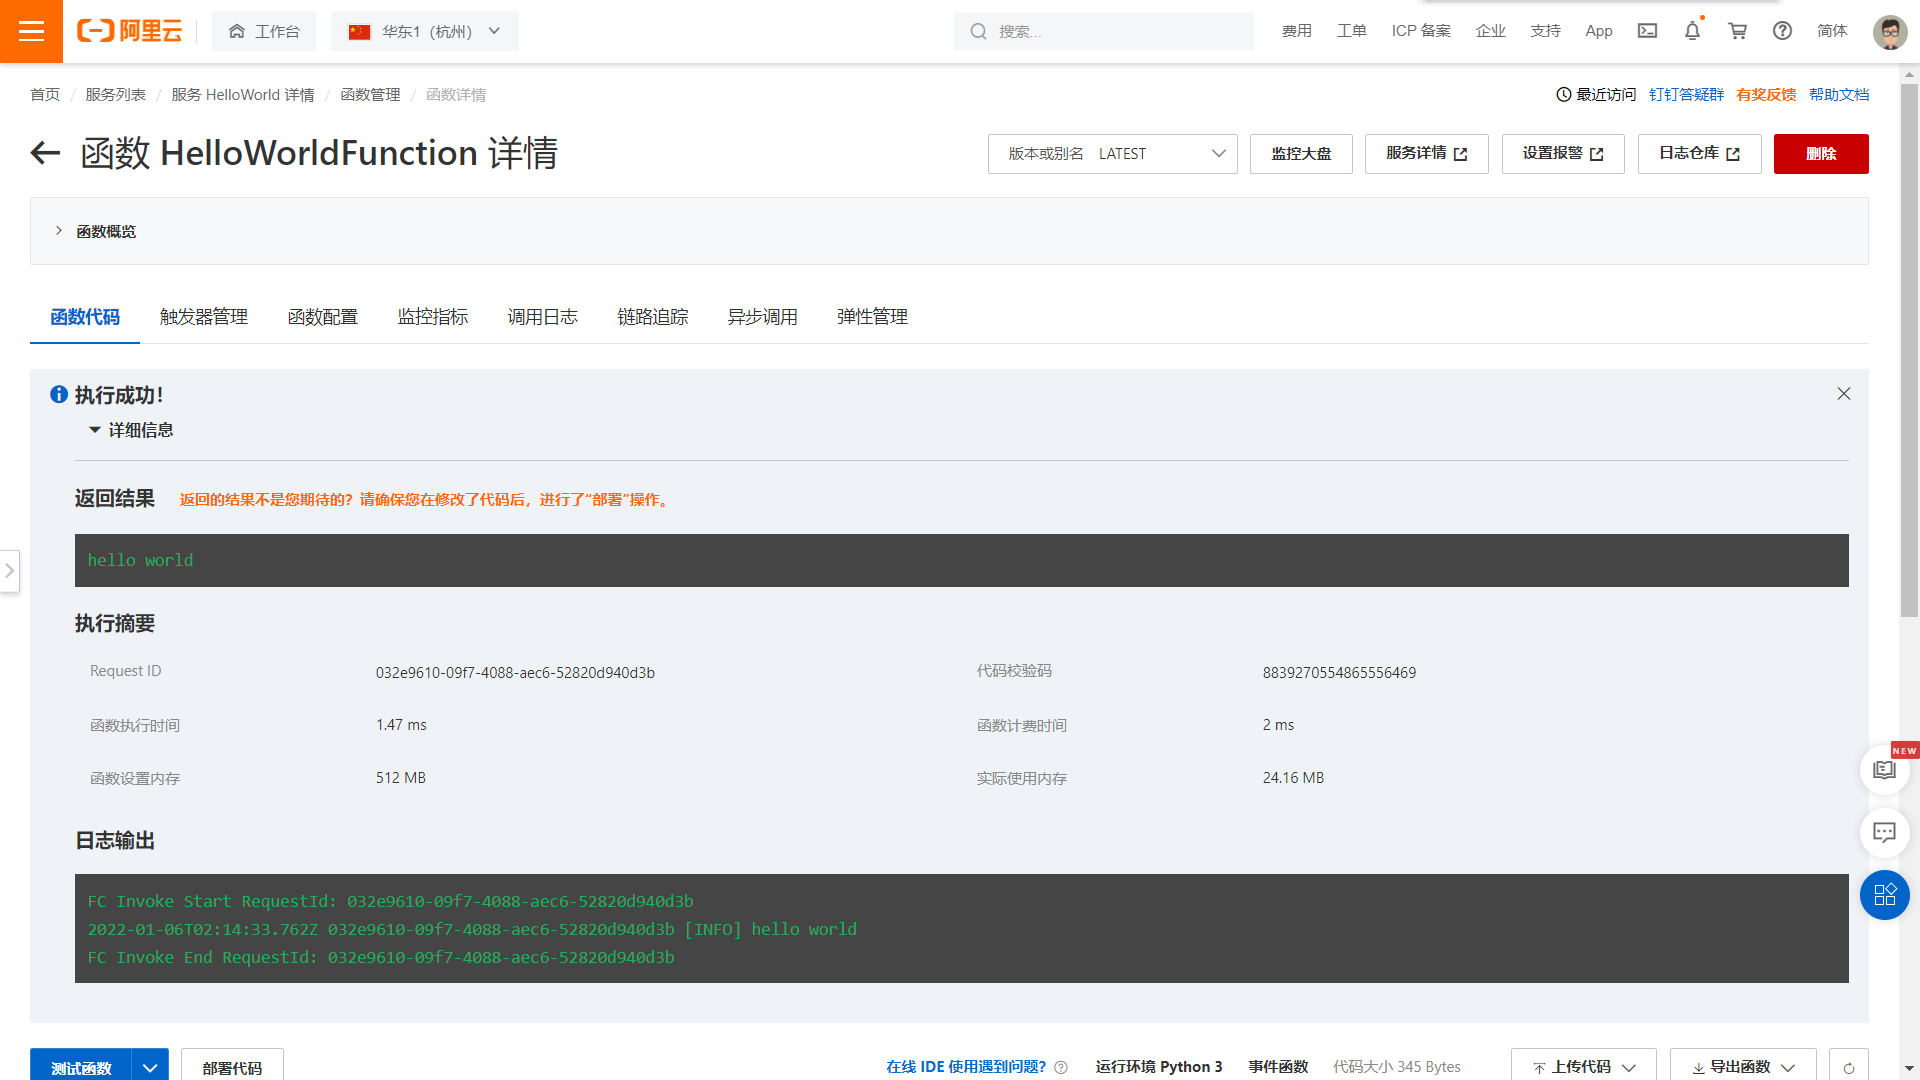 阿里云
工作台
华东1（杭州）
搜索...
费用
工单
ICP 备案
企业
支持
App
简体
首页 / 服务列表 / 服务 HelloWorld 详情 / 函数管理 / 函数详情
最近访问
钉钉答疑群
有奖反馈
帮助文档
函数 HelloWorldFunction 详情
版本或别名 LATEST
监控大盘
服务详情
设置报警
日志仓库
删除
函数概览
函数代码
触发器管理
函数配置
监控指标
调用日志
链路追踪
异步调用
弹性管理
执行成功！
详细信息
返回结果
返回的结果不是您期待的？请确保您在修改了代码后，进行了“部署”操作。
hello world
执行摘要
Request ID
032e9610-09f7-4088-aec6-52820d940d3b
代码校验码
8839270554865556469
函数执行时间
1.47 ms
函数计费时间
2 ms
函数设置内存
512 MB
实际使用内存
24.16 MB
NEW
日志输出
FC Invoke Start RequestId: 032e9610-09f7-4088-aec6-52820d940d3b
2022-01-06T02:14:33.762Z 032e9610-09f7-4088-aec6-52820d940d3b [INFO] hello world
FC Invoke End RequestId: 032e9610-09f7-4088-aec6-52820d940d3b
测试函数
部署代码
在线 IDE 使用遇到问题?
运行环境 Python 3
事件函数
代码大小 345 Bytes
上传代码
导出函数